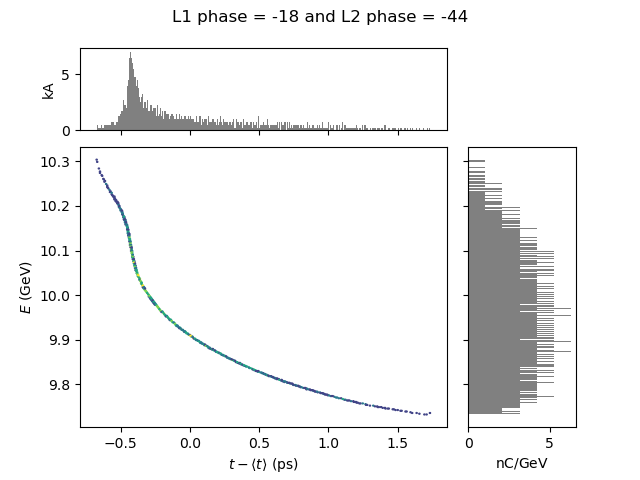 L1 phase = -18 and L2 phase = -44
kA
5
0
E (GeV)
10.3
10.2
10.1
10.0
9.9
9.8
−0.5 0.0 0.5 1.0 1.5
t − ⟨t⟩ (ps)
0 5
nC/GeV